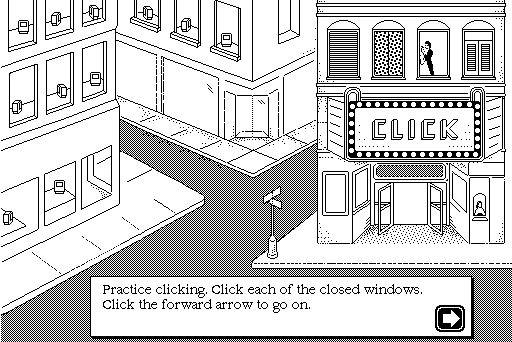 CLICK
Practice clicking. Click each of the closed windows.
Click the forward arrow to go on.